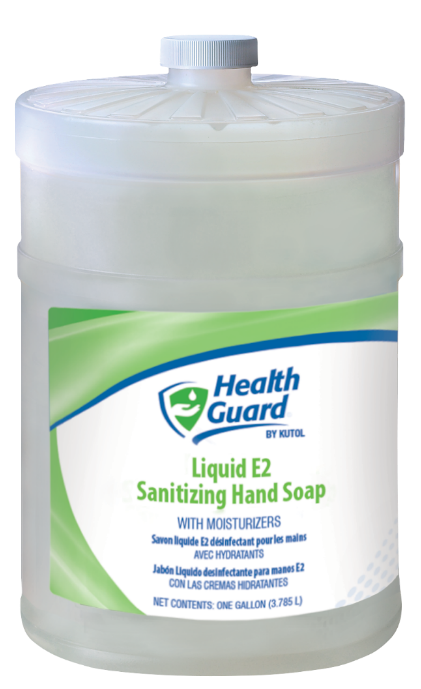 Health
Guard
BY KUTOL
Liquid E2
Sanitizing Hand Soap
WITH MOISTURIZERS
Savon liquide E2 désinfectant pour les mains
AVEC HYDRATANTS
Jabón Liquido desinfectante para manos E2
CON LAS CREMAS HIDRATANTES
NET CONTENTS: ONE GALLON (3.785 L)